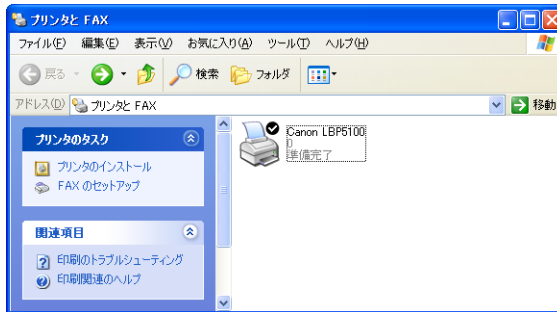 プリンタと FAX
ファイル(F) 編集(E) 表示(V) お気に入り(A) ツール(T) ヘルプ(H)
戻る 検索 フォルダ
アドレス(D) プリンタと FAX 移動
プリンタのタスク
プリンタのインストール
FAX のセットアップ
関連項目
印刷のトラブルシューティング
印刷関連のヘルプ
Canon LBP5100
0
準備完了